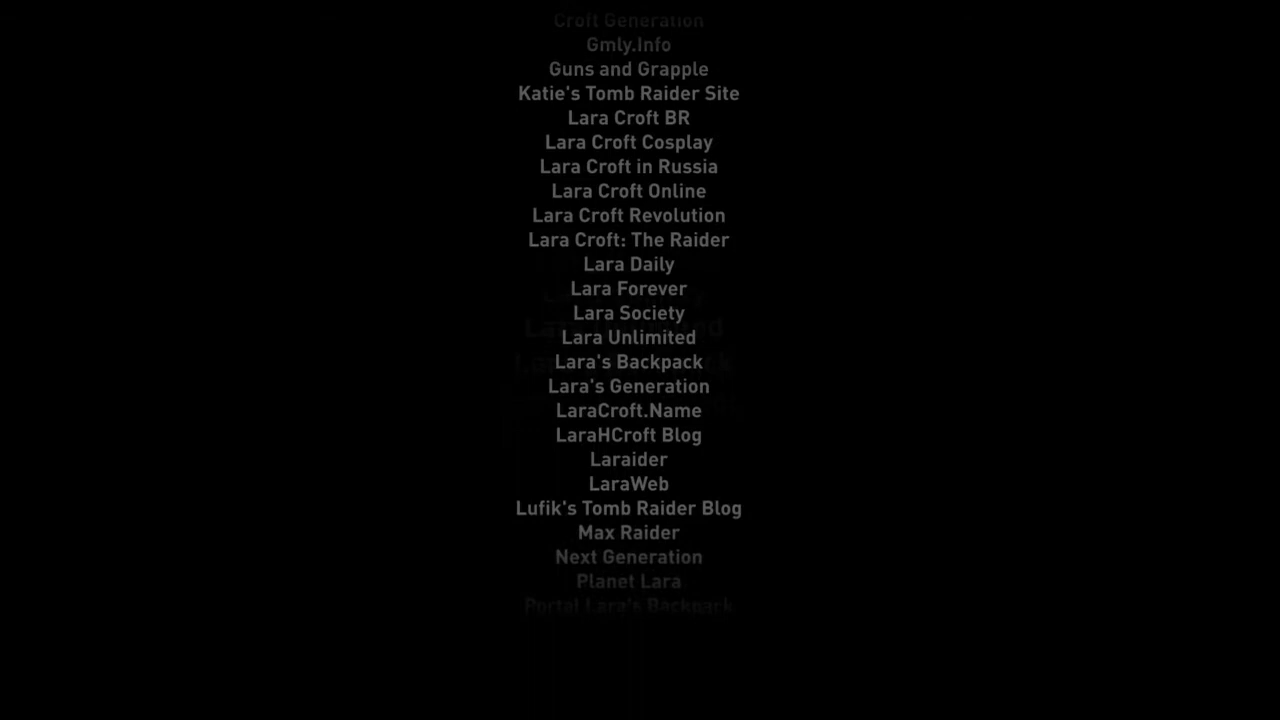 Croft Generation
Gmly.Info
Guns and Grapple
Katie's Tomb Raider Site
Lara Croft BR
Lara Croft Cosplay
Lara Croft in Russia
Lara Croft Online
Lara Croft Revolution
Lara Croft: The Raider
Lara Daily
Lara Forever
Lara Society
Lara Unlimited
Lara's Backpack
Lara's Generation
LaraCroft.Name
LaraHCroft Blog
Laraider
LaraWeb
Lufik's Tomb Raider Blog
Max Raider
Next Generation
Planet Lara
Portal Lara's Backpack